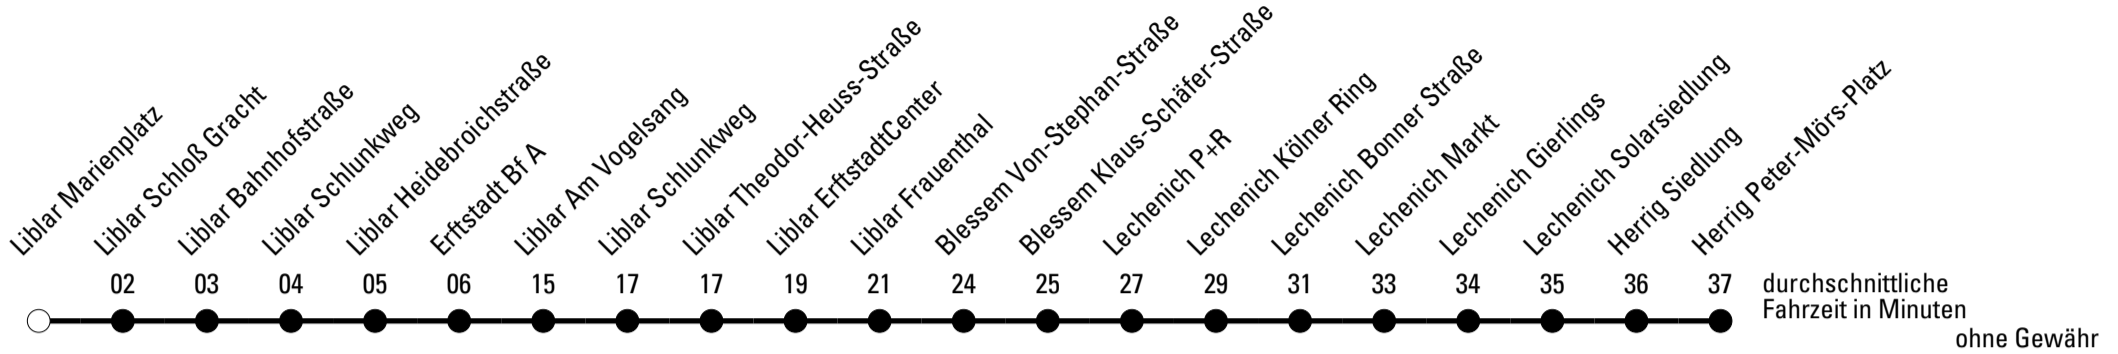 Liblar Marienplatz
Liblar Schloß Gracht
Liblar Bahnhofstraße
Liblar Schlunkweg
Liblar Heidebroichstraße
Erftstadt Bf A
Liblar Am Vogelsang
Liblar Schlunkweg
Liblar Theodor-Heuss-Straße
Liblar ErftstadtCenter
Liblar Frauenthal
Blessem Von-Stephan-Straße
Blessem Klaus-Schäfer-Straße
Lechenich P+R
Lechenich Kölner Ring
Lechenich Bonner Straße
Lechenich Markt
Lechenich Gierlings
Lechenich Solarsiedlung
Herrig Siedlung
Herrig Peter-Mörs-Platz
02 03 04 05 06 15 17 17 19 21 24 25 27 29 31 33 34 35 36 37 durchschnittliche
Fahrzeit in Minuten
ohne Gewähr